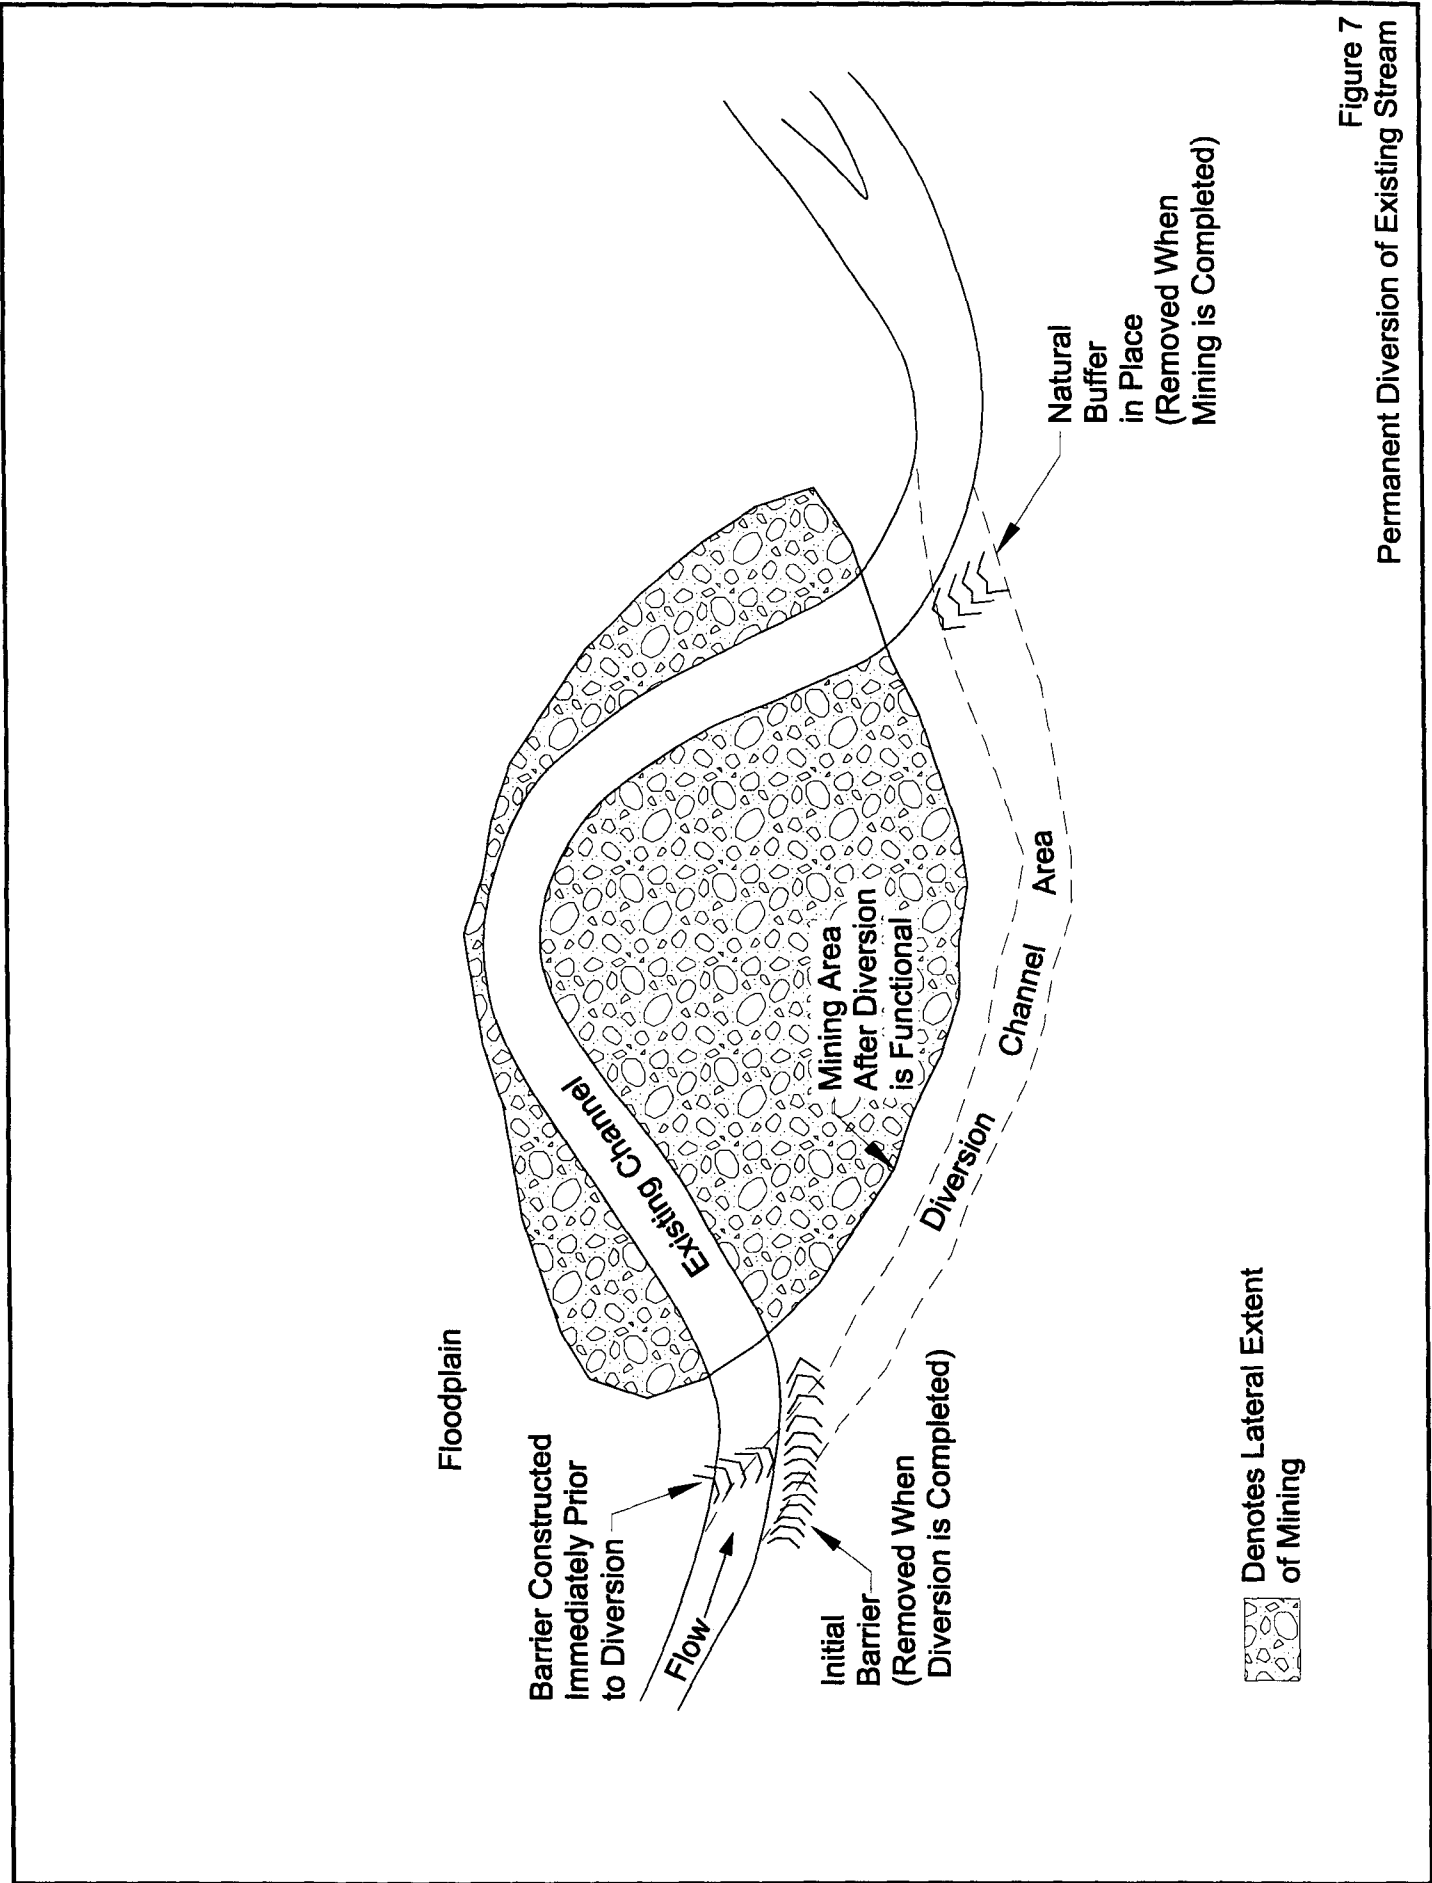 Floodplain
Barrier Constructed
Immediately Prior
to Diversion
Flow
Existing Channel
Mining Area
After Diversion
is Functional
Initial
Barrier
(Removed When
Diversion is Completed)
Diversion Channel Area
Natural
Buffer
in Place
(Removed When
Mining is Completed)
Denotes Lateral Extent
of Mining
Figure 7
Permanent Diversion of Existing Stream